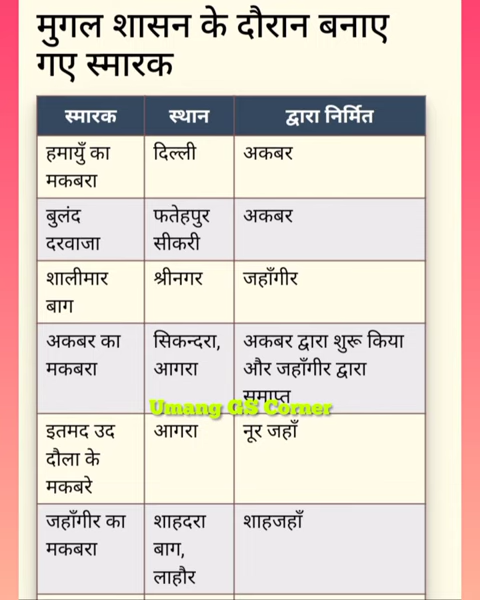 मुगल शासन के दौरान बनाए
गए स्मारक
स्मारक स्थान द्वारा निर्मित
हमायुँ का
मकबरा
दिल्ली
अकबर
बुलंद
दरवाजा
फतेहपुर
सीकरी
अकबर
शालीमार
बाग
श्रीनगर
जहाँगीर
अकबर का
मकबरा
सिकन्दरा,
आगरा
अकबर द्वारा शुरू किया
और जहाँगीर द्वारा
समाप्त
Umang GS Corner
इतमद उद
दौला के
मकबरे
आगरा
नूर जहाँ
जहाँगीर का
मकबरा
शाहदरा
बाग,
लाहौर
शाहजहाँ